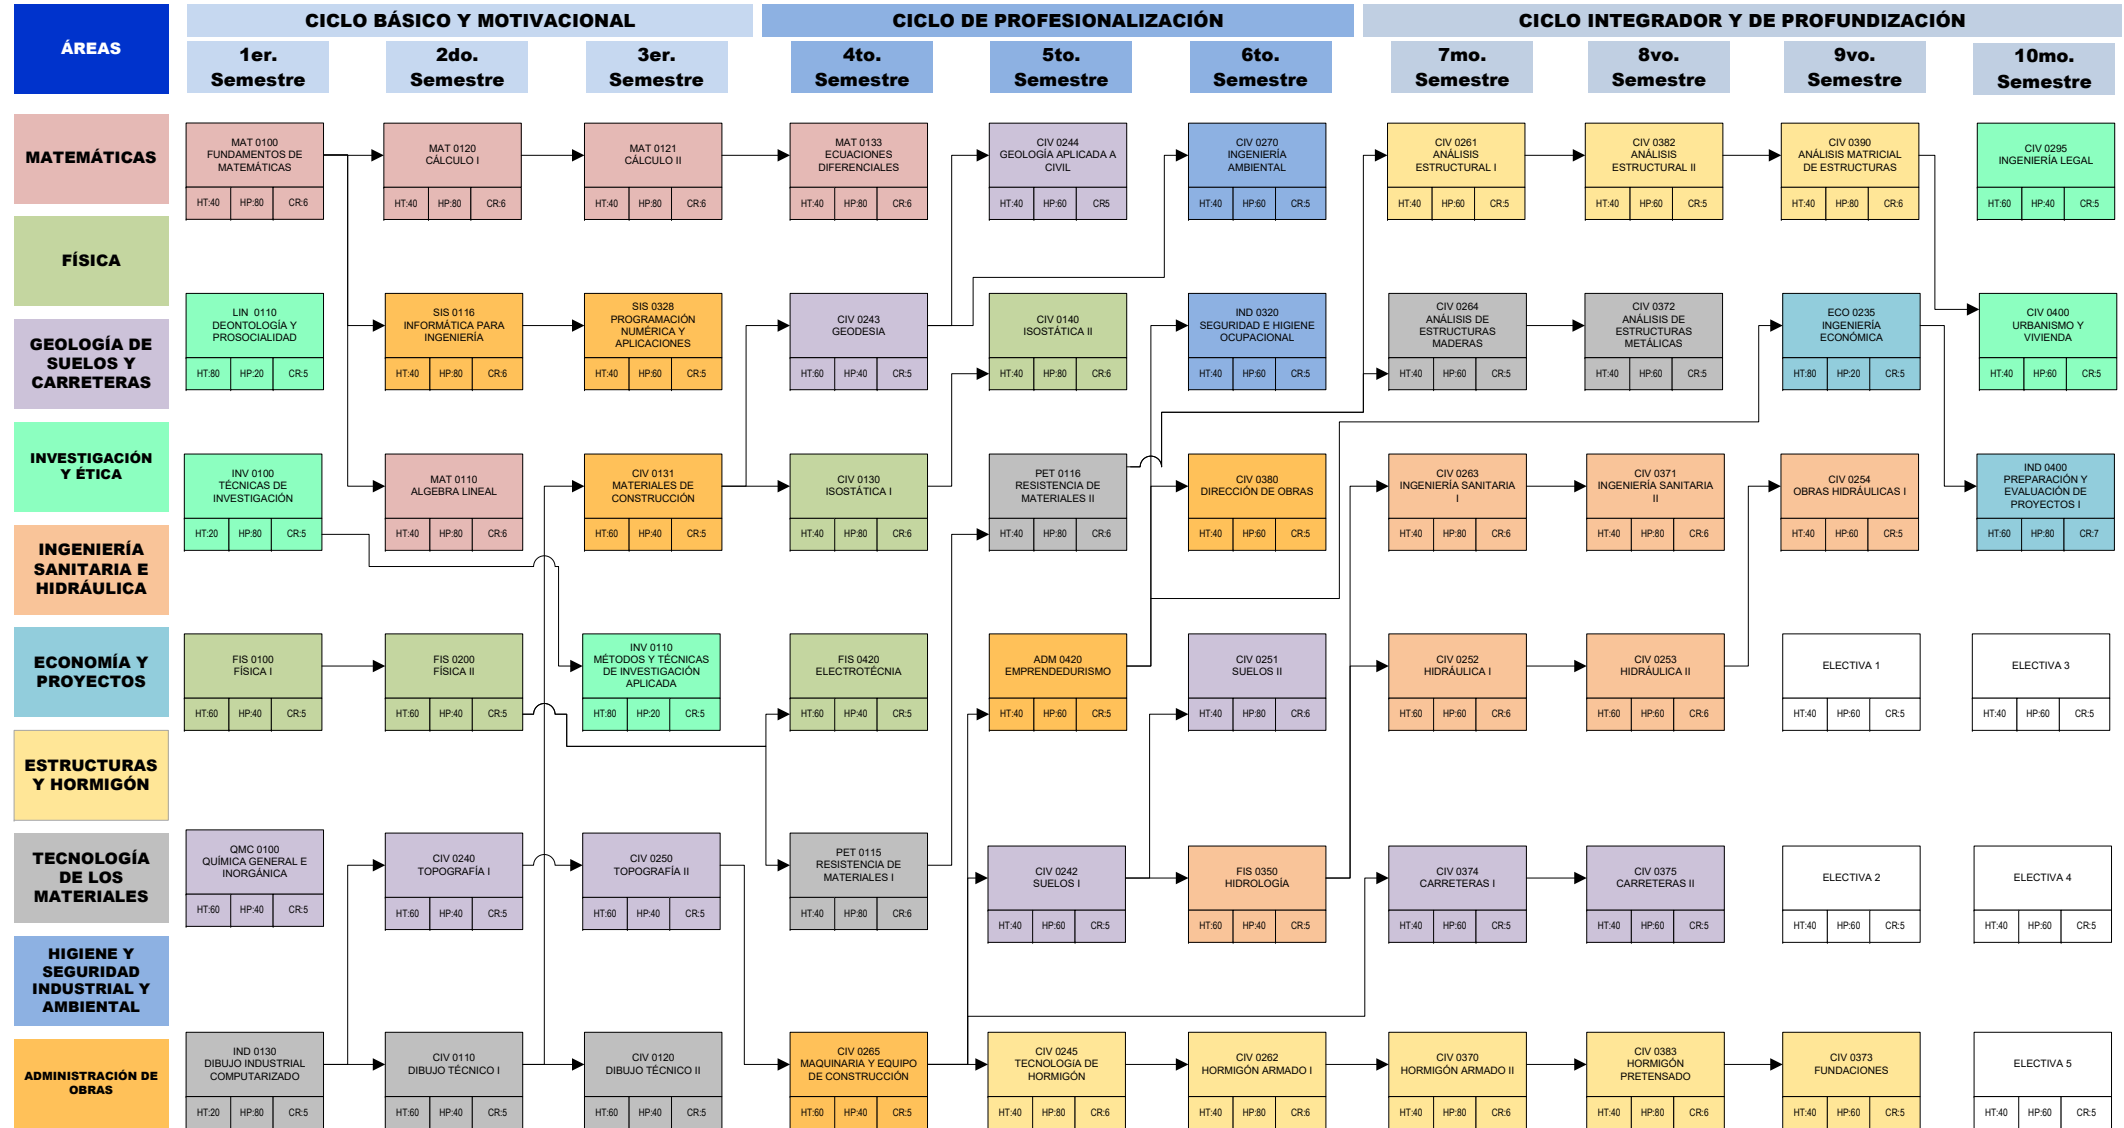 ÁREAS
CICLO BÁSICO Y MOTIVACIONAL
CICLO DE PROFESIONALIZACIÓN
CICLO INTEGRADOR Y DE PROFUNDIZACIÓN
1er.
Semestre
2do.
Semestre
3er.
Semestre
4to.
Semestre
5to.
Semestre
6to.
Semestre
7mo.
Semestre
8vo.
Semestre
9vo.
Semestre
10mo.
Semestre
MATEMÁTICAS
FÍSICA
GEOLOGÍA DE
SUELOS Y
CARRETERAS
INVESTIGACIÓN
Y ÉTICA
INGENIERÍA
SANITARIA E
HIDRÁULICA
ECONOMÍA Y
PROYECTOS
ESTRUCTURAS
Y HORMIGÓN
TECNOLOGÍA
DE LOS
MATERIALES
HIGIENE Y
SEGURIDAD
INDUSTRIAL Y
AMBIENTAL
ADMINISTRACIÓN DE
OBRAS
MAT 0100
FUNDAMENTOS DE
MATEMÁTICAS
HT:40 HP:80 CR:6
MAT 0120
CÁLCULO I
HT:40 HP:80 CR:6
MAT 0121
CÁLCULO II
HT:40 HP:80 CR:6
MAT 0133
ECUACIONES
DIFERENCIALES
HT:40 HP:80 CR:6
CIV 0244
GEOLOGÍA APLICADA A
CIVIL
HT:40 HP:60 CR5
CIV 0270
INGENIERÍA
AMBIENTAL
HT:40 HP:60 CR:5
CIV 0261
ANÁLISIS
ESTRUCTURAL I
HT:40 HP:60 CR:5
CIV 0382
ANÁLISIS
ESTRUCTURAL II
HT:40 HP:60 CR:5
CIV 0390
ANÁLISIS MATRICIAL
DE ESTRUCTURAS
HT:40 HP:80 CR:6
CIV 0295
INGENIERÍA LEGAL
HT:60 HP:40 CR:5
LIN 0110
DEONTOLOGÍA Y
PROSOCIALIDAD
HT:80 HP:20 CR:5
SIS 0116
INFORMÁTICA PARA
INGENIERÍA
HT:40 HP:80 CR:6
SIS 0328
PROGRAMACIÓN
NUMÉRICA Y
APLICACIONES
HT:40 HP:60 CR:5
CIV 0243
GEODESIA
HT:60 HP:40 CR:5
CIV 0140
ISOSTÁTICA II
HT:40 HP:80 CR:6
IND 0320
SEGURIDAD E HIGIENE
OCUPACIONAL
HT:40 HP:60 CR:5
CIV 0264
ANÁLISIS DE
ESTRUCTURAS
MADERAS
HT:40 HP:60 CR:5
CIV 0372
ANÁLISIS DE
ESTRUCTURAS
METÁLICAS
HT:40 HP:60 CR:5
ECO 0235
INGENIERÍA
ECONÓMICA
HT:80 HP:20 CR:5
CIV 0400
URBANISMO Y
VIVIENDA
HT:40 HP:60 CR:5
INV 0100
TÉCNICAS DE
INVESTIGACIÓN
HT:20 HP:80 CR:5
MAT 0110
ALGEBRA LINEAL
HT:40 HP:80 CR:6
CIV 0131
MATERIALES DE
CONSTRUCCIÓN
HT:60 HP:40 CR:5
CIV 0130
ISOSTÁTICA I
HT:40 HP:80 CR:6
PET 0116
RESISTENCIA DE
MATERIALES II
HT:40 HP:80 CR:6
CIV 0380
DIRECCIÓN DE OBRAS
HT:40 HP:60 CR:5
CIV 0263
INGENIERÍA SANITARIA
I
HT:40 HP:80 CR:6
CIV 0371
INGENIERÍA SANITARIA
II
HT:40 HP:80 CR:6
CIV 0254
OBRAS HIDRÁULICAS I
HT:40 HP:60 CR:5
IND 0400
PREPARACIÓN Y
EVALUACIÓN DE
PROYECTOS I
HT:60 HP:80 CR:7
FIS 0100
FÍSICA I
HT:60 HP:40 CR:5
FIS 0200
FÍSICA II
HT:60 HP:40 CR:5
INV 0110
MÉTODOS Y TÉCNICAS
DE INVESTIGACIÓN
APLICADA
HT:80 HP:20 CR:5
FIS 0420
ELECTROTÉCNIA
HT:60 HP:40 CR:5
ADM 0420
EMPRENDEDURISMO
HT:40 HP:60 CR:5
CIV 0251
SUELOS II
HT:40 HP:80 CR:6
CIV 0252
HIDRÁULICA I
HT:60 HP:60 CR:6
CIV 0253
HIDRÁULICA II
HT:60 HP:60 CR:6
ELECTIVA 1
HT:40 HP:60 CR:5
ELECTIVA 3
HT:40 HP:60 CR:5
QMC 0100
QUÍMICA GENERAL E
INORGÁNICA
HT:60 HP:40 CR:5
CIV 0240
TOPOGRAFÍA I
HT:60 HP:40 CR:5
CIV 0250
TOPOGRAFÍA II
HT:60 HP:40 CR:5
PET 0115
RESISTENCIA DE
MATERIALES I
HT:40 HP:80 CR:6
CIV 0242
SUELOS I
HT:40 HP:60 CR:5
FIS 0350
HIDROLOGÍA
HT:60 HP:40 CR:5
CIV 0374
CARRETERAS I
HT:40 HP:60 CR:5
CIV 0375
CARRETERAS II
HT:40 HP:60 CR:5
ELECTIVA 2
HT:40 HP:60 CR:5
ELECTIVA 4
HT:40 HP:60 CR:5
IND 0130
DIBUJO INDUSTRIAL
COMPUTARIZADO
HT:20 HP:80 CR:5
CIV 0110
DIBUJO TÉCNICO I
HT:60 HP:40 CR:5
CIV 0120
DIBUJO TÉCNICO II
HT:60 HP:40 CR:5
CIV 0265
MAQUINARIA Y EQUIPO
DE CONSTRUCCIÓN
HT:60 HP:40 CR:5
CIV 0245
TECNOLOGIA DE
HORMIGÓN
HT:40 HP:80 CR:6
CIV 0262
HORMIGÓN ARMADO I
HT:40 HP:80 CR:6
CIV 0370
HORMIGÓN ARMADO II
HT:40 HP:80 CR:6
CIV 0383
HORMIGÓN
PRETENSADO
HT:40 HP:80 CR:6
CIV 0373
FUNDACIONES
HT:40 HP:60 CR:5
ELECTIVA 5
HT:40 HP:60 CR:5